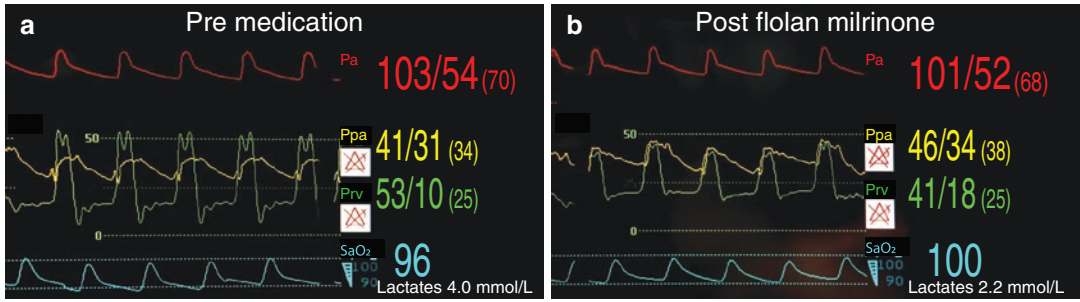 a Pre medication
Pa 103/54 (70)
50
Ppa 41/31 (34)
Prv 53/10 (25)
0
SaO₂ 96
100
90
Lactates 4.0 mmol/L
b Post flolan milrinone
Pa 101/52 (68)
50
Ppa 46/34 (38)
Prv 41/18 (25)
0
SaO₂ 100
100
90
Lactates 2.2 mmol/L